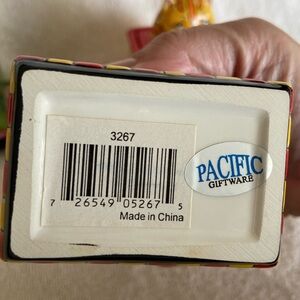 3267
7 26549 05267 5
Made in China
PACIFIC
GIFTWARE